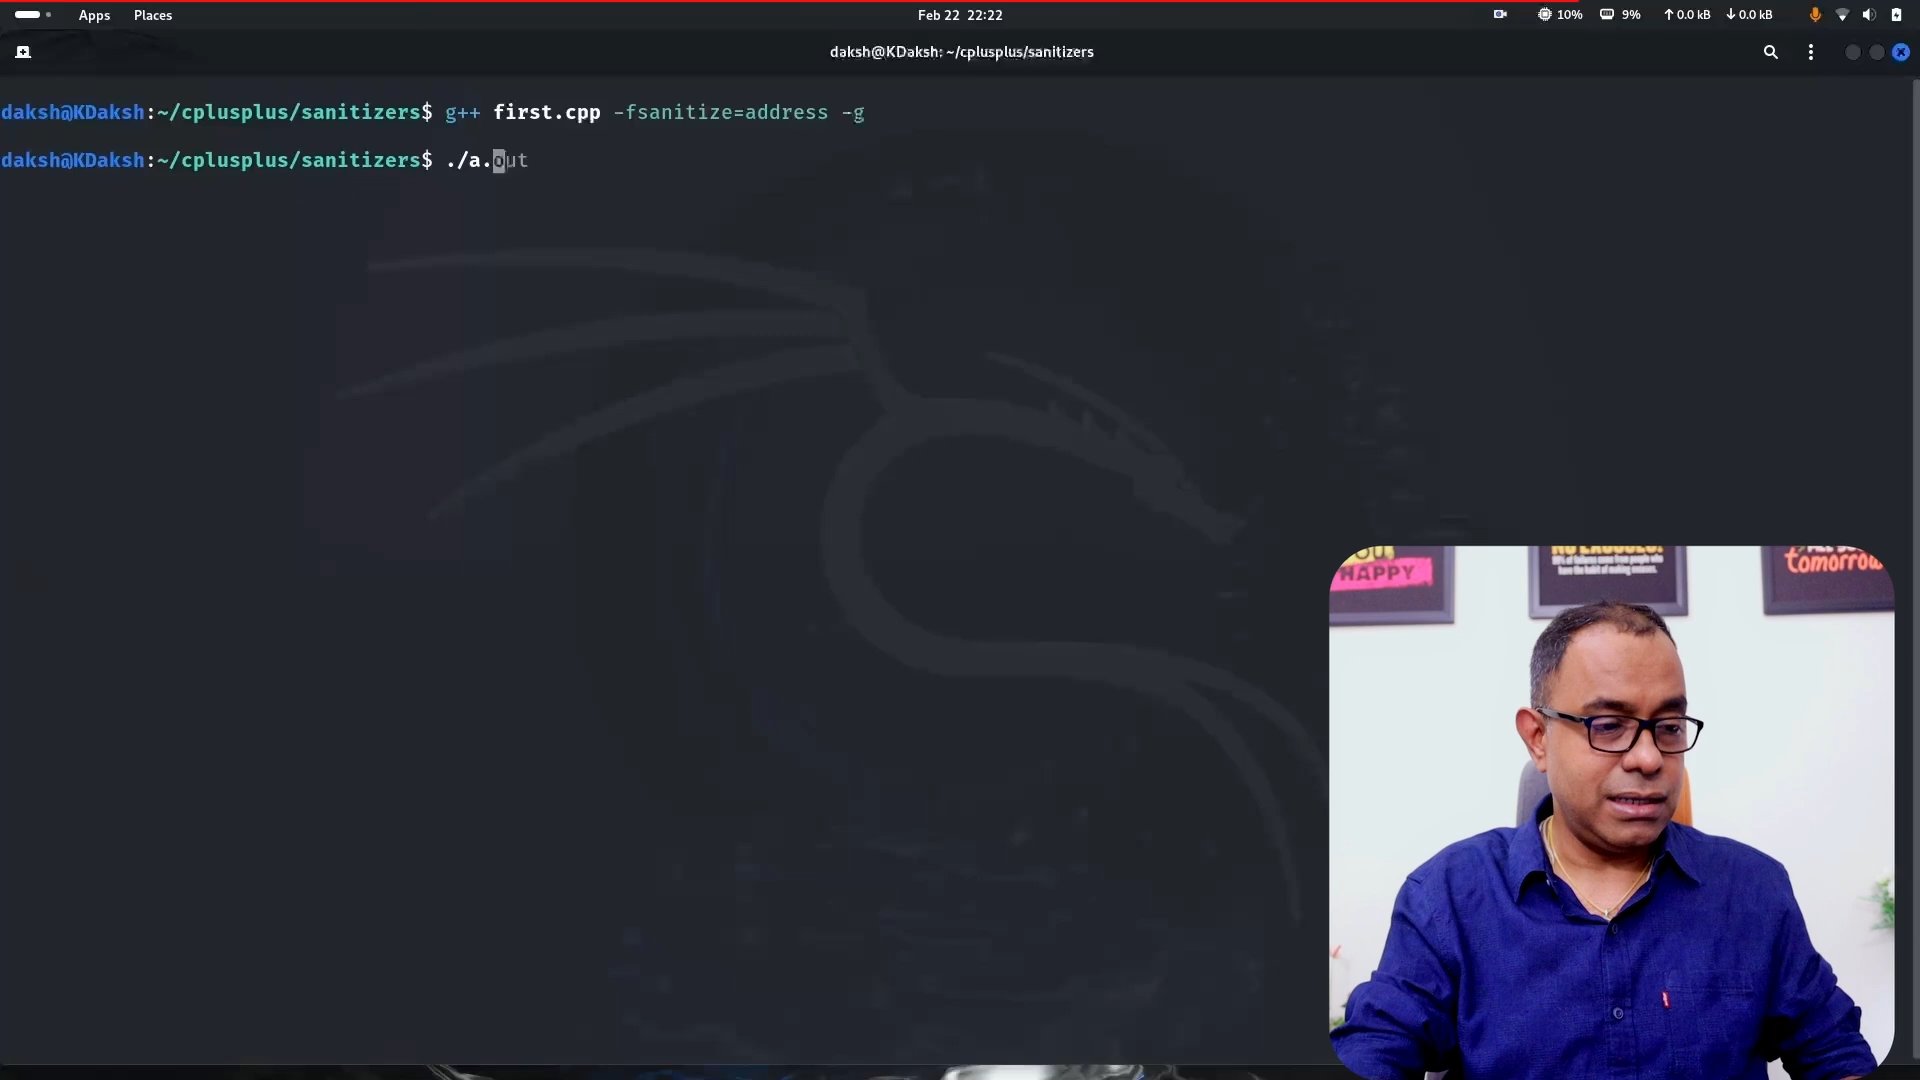 Apps Places Feb 22 22:22 10% 9% ↑ 0.0 kB ↓ 0.0 kB
daksh@KDaksh: ~/cplusplus/sanitizers
daksh@KDaksh:~/cplusplus/sanitizers$ g++ first.cpp -fsanitize=address -g
daksh@KDaksh:~/cplusplus/sanitizers$ ./a.out
HAPPY
tomorrow